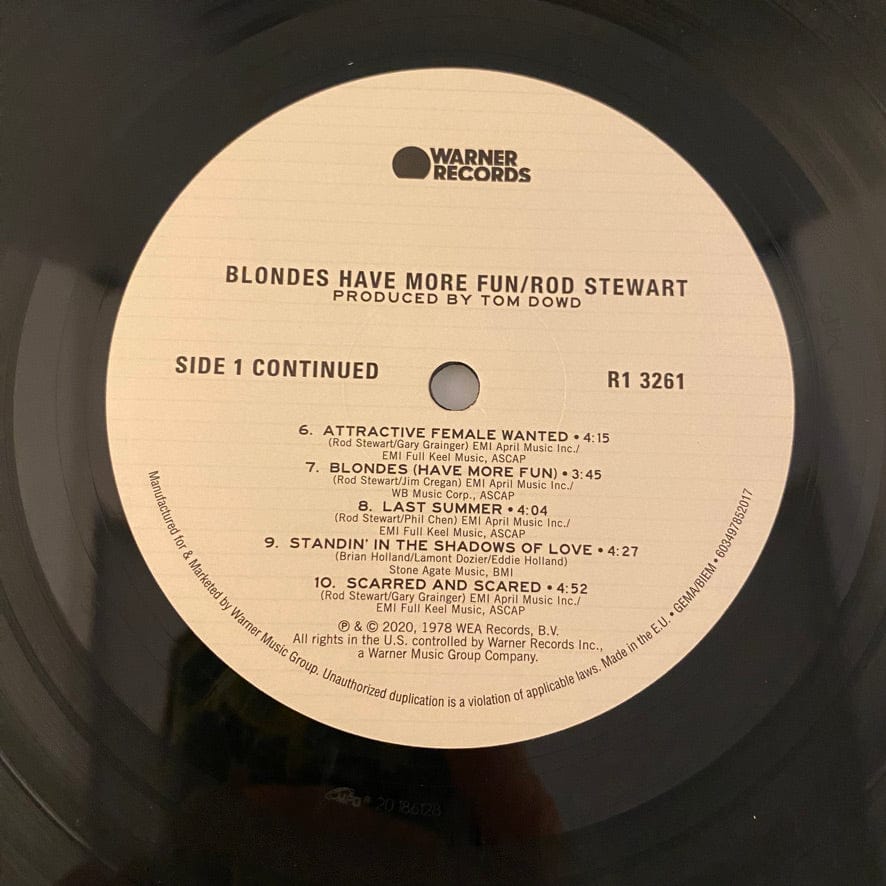 WARNER
RECORDS
BLONDES HAVE MORE FUN/ROD STEWART
PRODUCED BY TOM DOWD
SIDE 1 CONTINUED
R1 3261
6. ATTRACTIVE FEMALE WANTED • 4:15
(Rod Stewart/Gary Grainger) EMI April Music Inc./
EMI Full Keel Music, ASCAP
7. BLONDES (HAVE MORE FUN) • 3:45
(Rod Stewart/Jim Cregan) EMI April Music Inc./
WB Music Corp., ASCAP
8. LAST SUMMER • 4:04
(Rod Stewart/Phil Chen) EMI April Music Inc./
EMI Full Keel Music, ASCAP
9. STANDIN' IN THE SHADOWS OF LOVE • 4:27
(Brian Holland/Lamont Dozier/Eddie Holland)
Stone Agate Music, BMI
10. SCARRED AND SCARED • 4:52
(Rod Stewart/Gary Grainger) EMI April Music Inc./
EMI Full Keel Music, ASCAP
℗ & © 2020, 1978 WEA Records, B.V.
All rights in the U.S. controlled by Warner Records Inc.,
a Warner Music Group Company.
Manufactured for & Marketed by Warner Music Group. Unauthorized duplication is a violation of applicable laws. Made in the E.U. • GEMA/BIEM • 603497852017